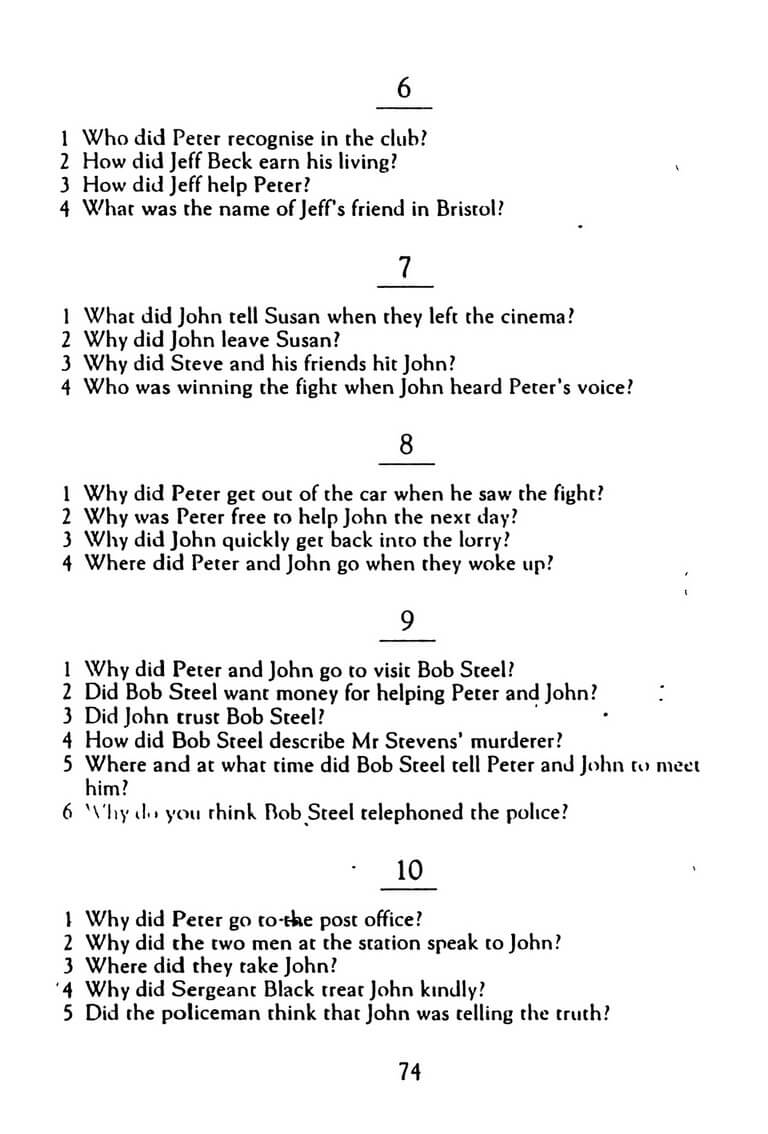 6
1 Who did Peter recognise in the club?
2 How did Jeff Beck earn his living?
3 How did Jeff help Peter?
4 What was the name of Jeff's friend in Bristol?
7
1 What did John tell Susan when they left the cinema?
2 Why did John leave Susan?
3 Why did Steve and his friends hit John?
4 Who was winning the fight when John heard Peter's voice?
8
1 Why did Peter get out of the car when he saw the fight?
2 Why was Peter free to help John the next day?
3 Why did John quickly get back into the lorry?
4 Where did Peter and John go when they woke up?
9
1 Why did Peter and John go to visit Bob Steel?
2 Did Bob Steel want money for helping Peter and John?
3 Did John trust Bob Steel?
4 How did Bob Steel describe Mr Stevens' murderer?
5 Where and at what time did Bob Steel tell Peter and John to meet
him?
6 Why do you think Bob Steel telephoned the police?
10
1 Why did Peter go to the post office?
2 Why did the two men at the station speak to John?
3 Where did they take John?
4 Why did Sergeant Black treat John kindly?
5 Did the policeman think that John was telling the truth?
74